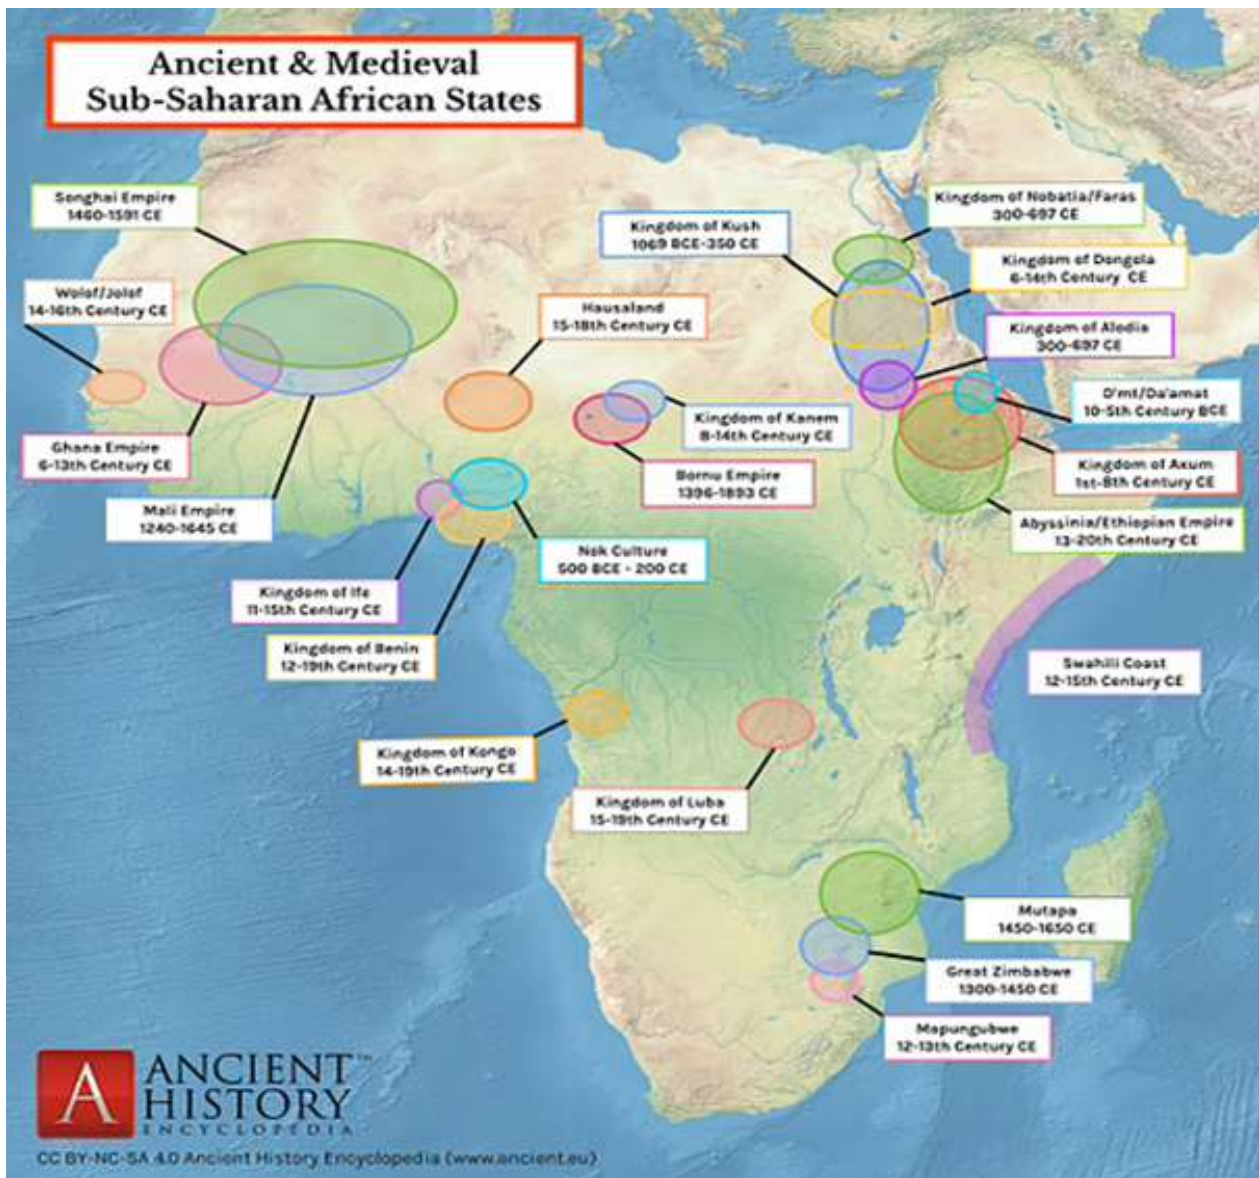 Ancient & Medieval
Sub-Saharan African States
Songhai Empire
1460-1591 CE
Kingdom of Kush
1069 BCE-350 CE
Kingdom of Nobatia/Faras
300-697 CE
Kingdom of Dongola
6-14th Century CE
Wolof/Jolof
14-16th Century CE
Hausaland
15-18th Century CE
Kingdom of Alodia
300-697 CE
D'mt/Da'amat
10-5th Century BCE
Ghana Empire
6-13th Century CE
Kingdom of Kanem
8-14th Century CE
Kingdom of Axum
1st-8th Century CE
Bornu Empire
1396-1893 CE
Mali Empire
1240-1645 CE
Abyssinia/Ethiopian Empire
13-20th Century CE
Nok Culture
500 BCE - 200 CE
Kingdom of Ife
11-15th Century CE
Kingdom of Benin
12-19th Century CE
Swahili Coast
12-15th Century CE
Kingdom of Kongo
14-19th Century CE
Kingdom of Luba
15-19th Century CE
Mutapa
1450-1650 CE
Great Zimbabwe
1300-1450 CE
Mapungubwe
12-13th Century CE
A
ANCIENT™
HISTORY
ENCYCLOPEDIA
CC BY-NC-SA 4.0 Ancient History Encyclopedia (www.ancient.eu)